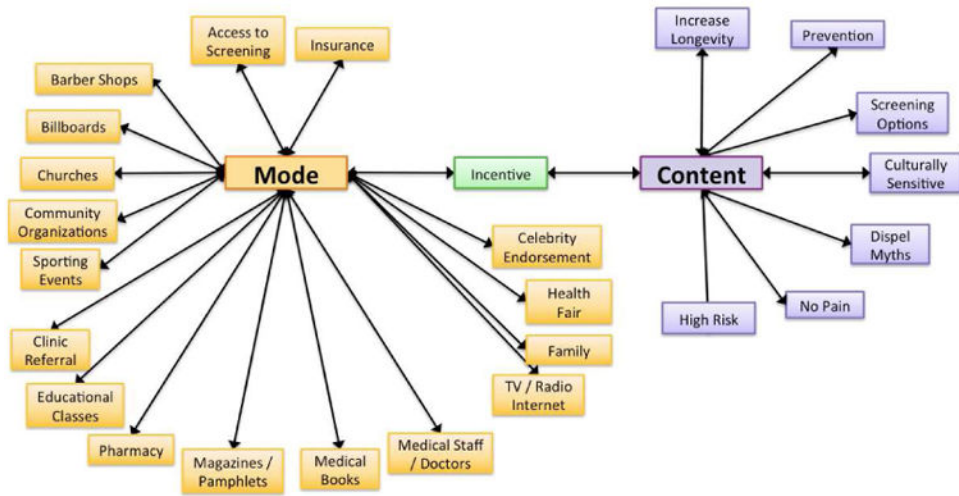 Increase
Longevity
Prevention
Access to
Screening
Insurance
Barber Shops
Screening
Options
Billboards
Mode
Incentive
Content
Churches
Culturally
Sensitive
Community
Organizations
Celebrity
Endorsement
Dispel
Myths
Sporting
Events
Health
Fair
High Risk
No Pain
Clinic
Referral
Family
TV / Radio
Internet
Educational
Classes
Pharmacy
Magazines /
Pamphlets
Medical
Books
Medical Staff
/ Doctors